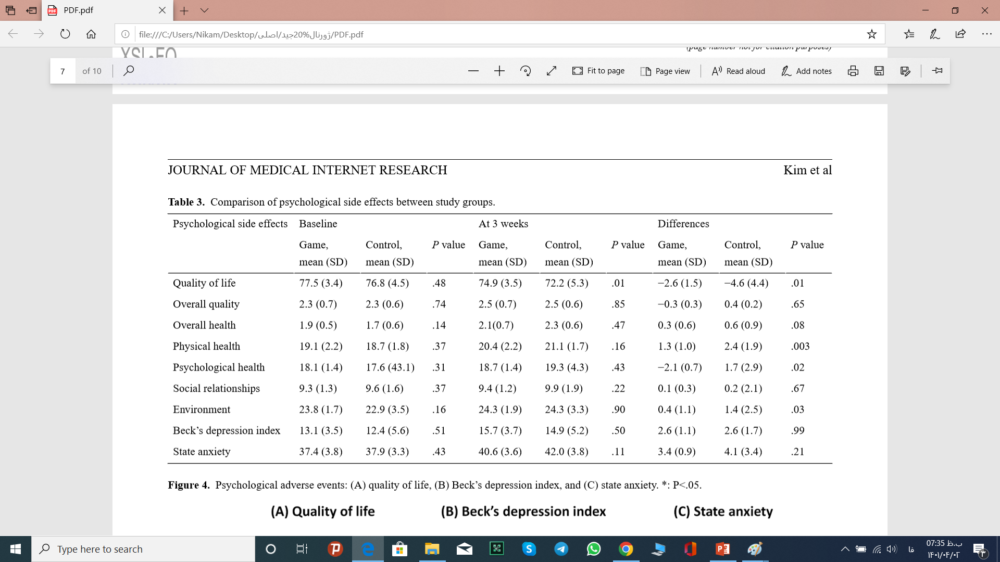 PDF.pdf
file:///C:/Users/Nikam/Desktop/اصلی/جید%20ژورنال/PDF.pdf
XSL•FO
(page number not for citation purposes)
7 of 10 Fit to page Page view Read aloud Add notes
JOURNAL OF MEDICAL INTERNET RESEARCH Kim et al
Table 3. Comparison of psychological side effects between study groups.
Psychological side effects Baseline At 3 weeks Differences
Game, Control, P value Game, Control, P value Game, Control, P value
mean (SD) mean (SD) mean (SD) mean (SD) mean (SD) mean (SD)
Quality of life 77.5 (3.4) 76.8 (4.5) .48 74.9 (3.5) 72.2 (5.3) .01 −2.6 (1.5) −4.6 (4.4) .01
Overall quality 2.3 (0.7) 2.3 (0.6) .74 2.5 (0.7) 2.5 (0.6) .85 −0.3 (0.3) 0.4 (0.2) .65
Overall health 1.9 (0.5) 1.7 (0.6) .14 2.1(0.7) 2.3 (0.6) .47 0.3 (0.6) 0.6 (0.9) .08
Physical health 19.1 (2.2) 18.7 (1.8) .37 20.4 (2.2) 21.1 (1.7) .16 1.3 (1.0) 2.4 (1.9) .003
Psychological health 18.1 (1.4) 17.6 (43.1) .31 18.7 (1.4) 19.3 (4.3) .43 −2.1 (0.7) 1.7 (2.9) .02
Social relationships 9.3 (1.3) 9.6 (1.6) .37 9.4 (1.2) 9.9 (1.9) .22 0.1 (0.3) 0.2 (2.1) .67
Environment 23.8 (1.7) 22.9 (3.5) .16 24.3 (1.9) 24.3 (3.3) .90 0.4 (1.1) 1.4 (2.5) .03
Beck’s depression index 13.1 (3.5) 12.4 (5.6) .51 15.7 (3.7) 14.9 (5.2) .50 2.6 (1.1) 2.6 (1.7) .99
State anxiety 37.4 (3.8) 37.9 (3.3) .43 40.6 (3.6) 42.0 (3.8) .11 3.4 (0.9) 4.1 (3.4) .21
Figure 4. Psychological adverse events: (A) quality of life, (B) Beck’s depression index, and (C) state anxiety. *: P<.05.
(A) Quality of life (B) Beck’s depression index (C) State anxiety
Type here to search فا 07:35 ب.ظ
۱۴۰۱/۰۴/۰۲ ۳